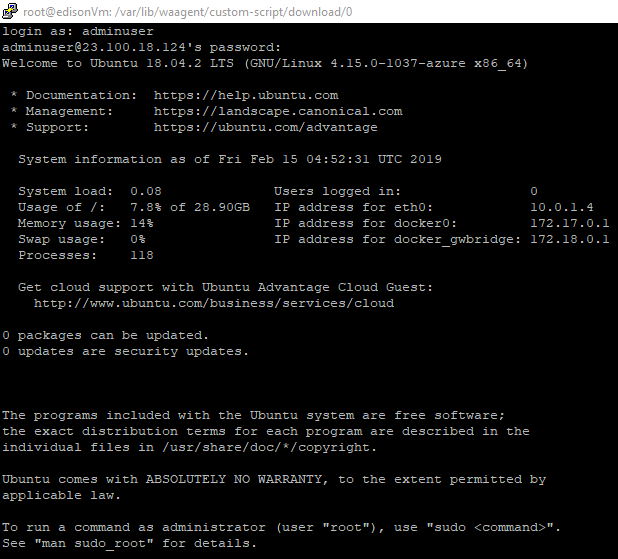 root@edisonVm: /var/lib/waagent/custom-script/download/0
login as: adminuser
adminuser@23.100.18.124's password:
Welcome to Ubuntu 18.04.2 LTS (GNU/Linux 4.15.0-1037-azure x86_64)
* Documentation:  https://help.ubuntu.com
* Management:     https://landscape.canonical.com
* Support:        https://ubuntu.com/advantage
System information as of Fri Feb 15 04:52:31 UTC 2019
System load:  0.08              Users logged in:                0
Usage of /:   7.8% of 28.90GB   IP address for eth0:            10.0.1.4
Memory usage: 14%               IP address for docker0:         172.17.0.1
Swap usage:   0%                IP address for docker_gwbridge: 172.18.0.1
Processes:    118
Get cloud support with Ubuntu Advantage Cloud Guest:
http://www.ubuntu.com/business/services/cloud
0 packages can be updated.
0 updates are security updates.
The programs included with the Ubuntu system are free software;
the exact distribution terms for each program are described in the
individual files in /usr/share/doc/*/copyright.
Ubuntu comes with ABSOLUTELY NO WARRANTY, to the extent permitted by
applicable law.
To run a command as administrator (user "root"), use "sudo <command>".
See "man sudo_root" for details.